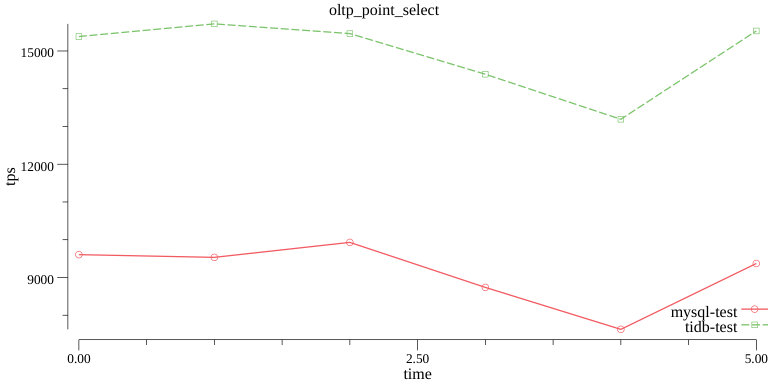 oltp_point_select
15000
12000
9000
tps
mysql-test
tidb-test
0.00
2.50
5.00
time